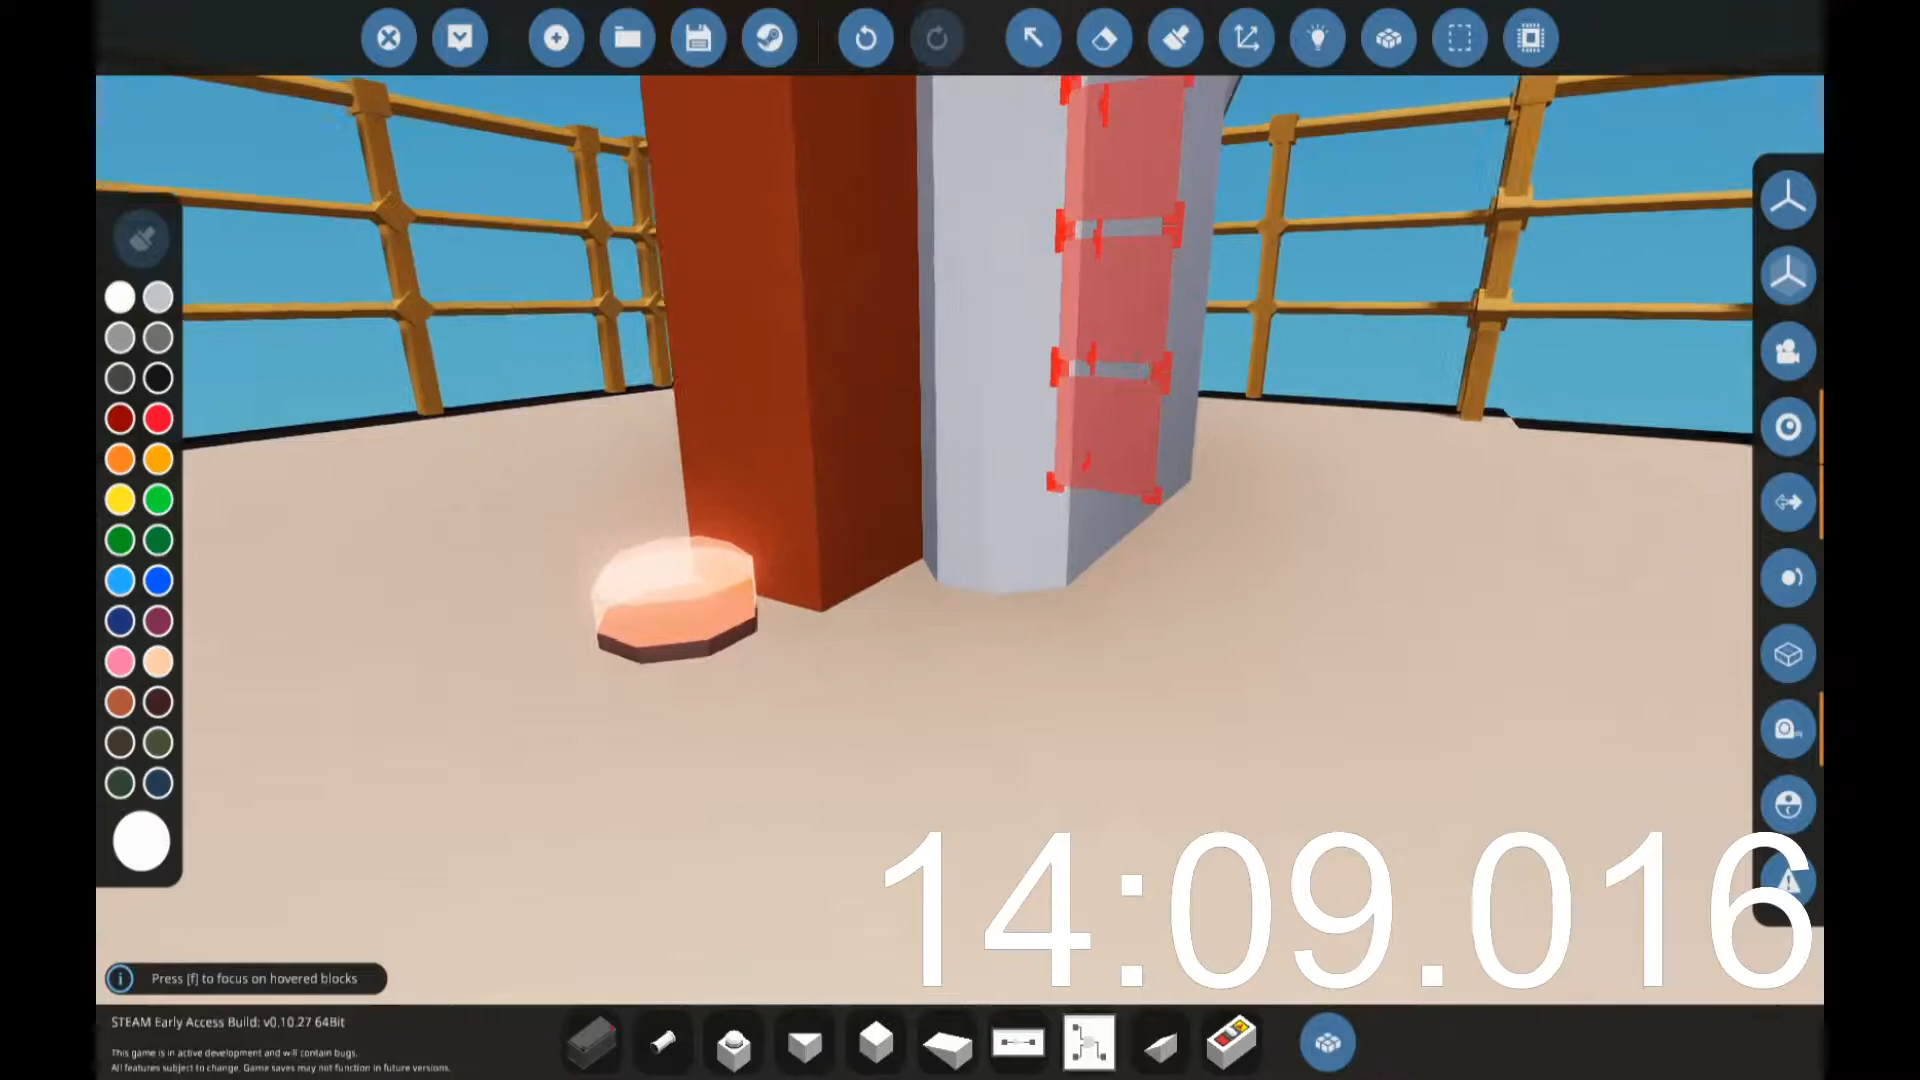 14:09.016
Press [f] to focus on hovered blocks
STEAM Early Access Build: v0.10.27 64Bit
This game is in active development and will contain bugs.
All features subject to change. Game saves may not function in future versions.